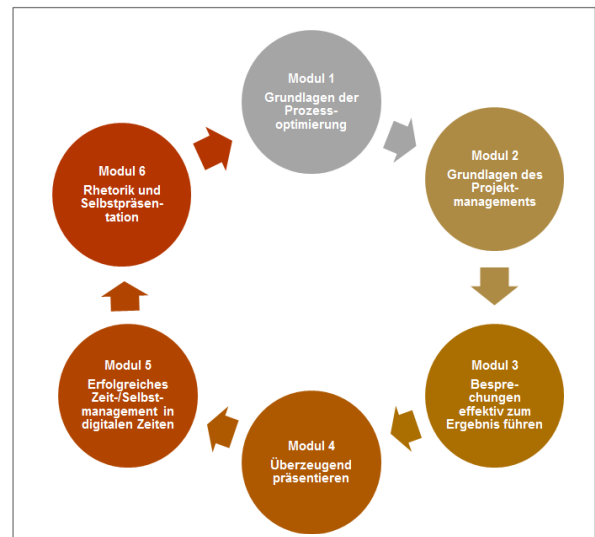 Modul 1
Grundlagen der
Prozess-
optimierung
Modul 2
Grundlagen des
Projekt-
managements
Modul 3
Bespre-
chungen
effektiv zum
Ergebnis führen
Modul 4
Überzeugend
präsentieren
Modul 5
Erfolgreiches
Zeit-/Selbst-
management in
digitalen Zeiten
Modul 6
Rhetorik und
Selbstpräsen-
tation